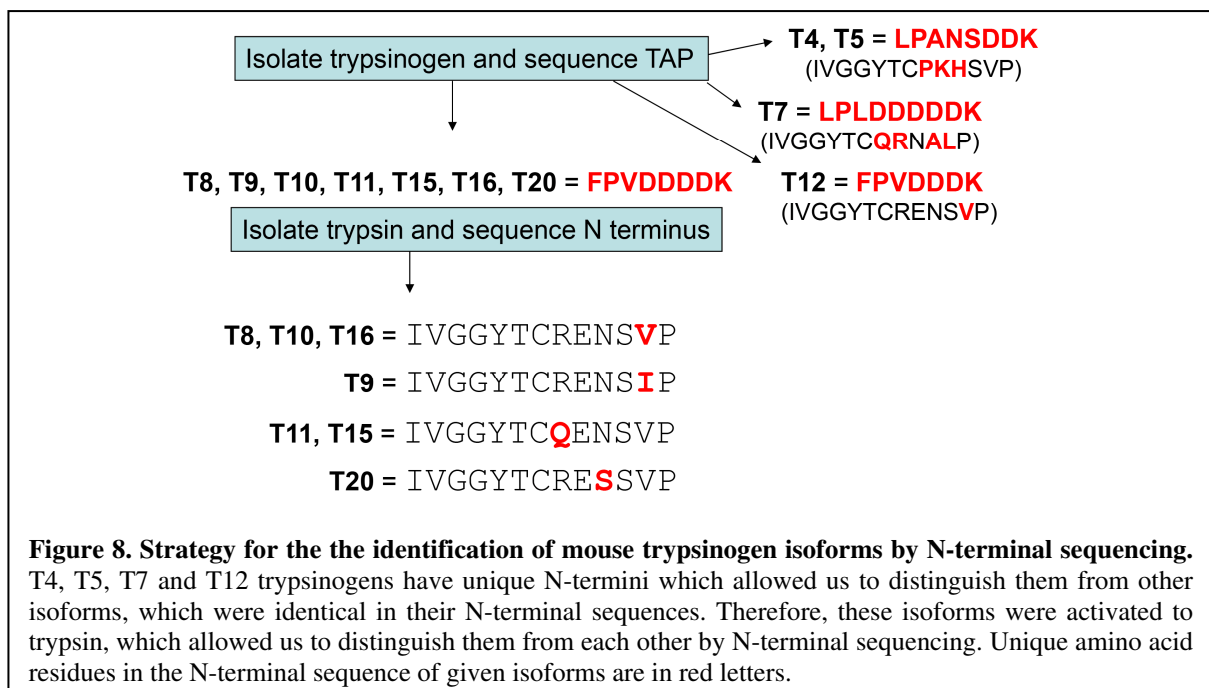 Isolate trypsinogen and sequence TAP
T4, T5 = LPANSDDK
(IVGGYTCPKHSVP)
T7 = LPLDDDDDK
(IVGGYTCQRNALP)
T8, T9, T10, T11, T15, T16, T20 = FPVDDDDK
T12 = FPVDDDK
(IVGGYTCRENSVP)
Isolate trypsin and sequence N terminus
T8, T10, T16 = IVGGYTCRENSVP
T9 = IVGGYTCRENSIP
T11, T15 = IVGGYTCQENSVP
T20 = IVGGYTCRESSVP
Figure 8. Strategy for the the identification of mouse trypsinogen isoforms by N-terminal sequencing.
T4, T5, T7 and T12 trypsinogens have unique N-termini which allowed us to distinguish them from other
isoforms, which were identical in their N-terminal sequences. Therefore, these isoforms were activated to
trypsin, which allowed us to distinguish them from each other by N-terminal sequencing. Unique amino acid
residues in the N-terminal sequence of given isoforms are in red letters.